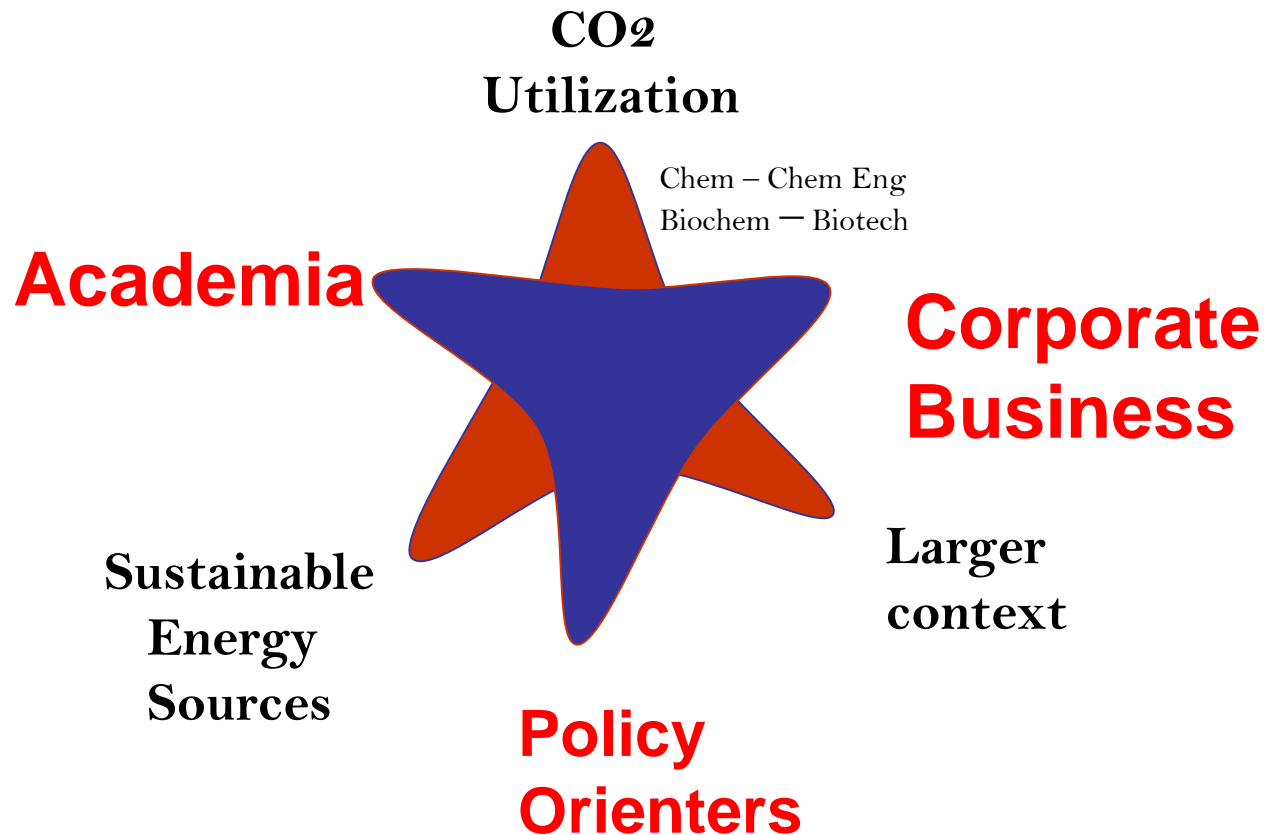 CO2
Utilization
Chem – Chem Eng
Biochem – Biotech
Academia
Corporate
Business
Sustainable
Energy
Sources
Larger
context
Policy
Orienters